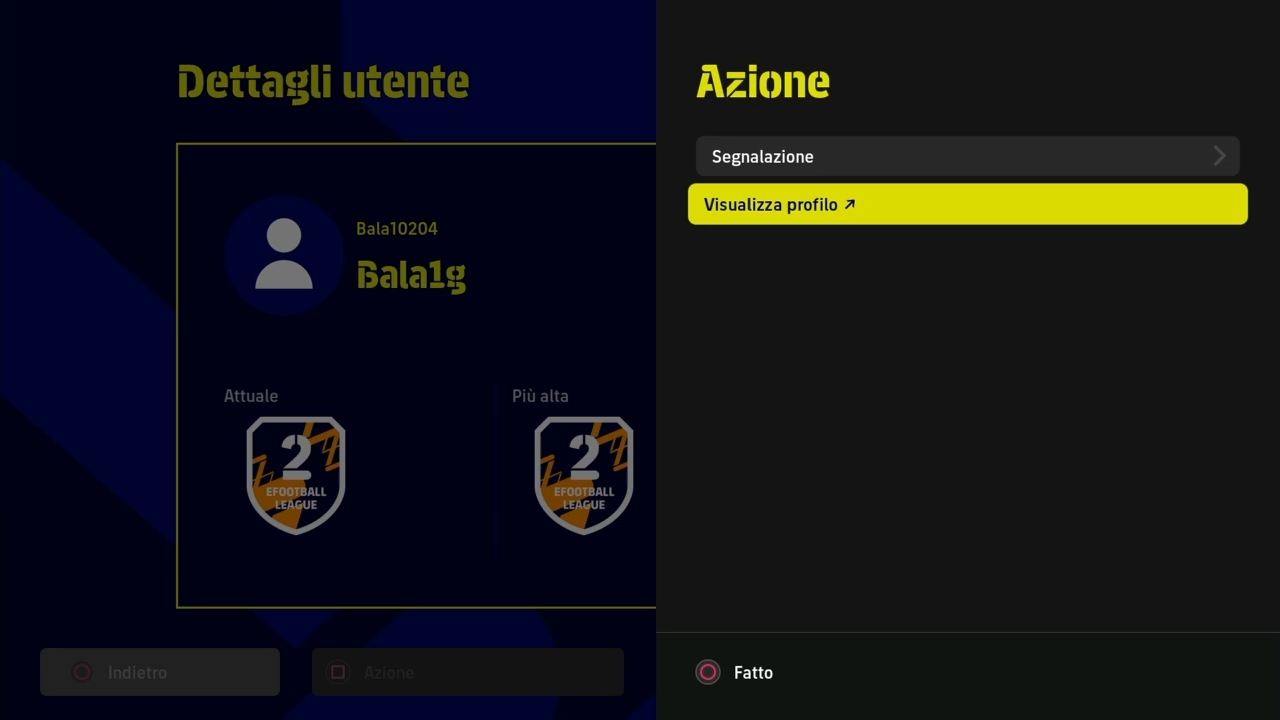 Dettagli utente
Bala10204
Bala1g
Attuale
2
EFOOTBALL
LEAGUE
Più alta
2
EFOOTBALL
LEAGUE
Indietro
Azione
Azione
Segnalazione
Visualizza profilo
Fatto